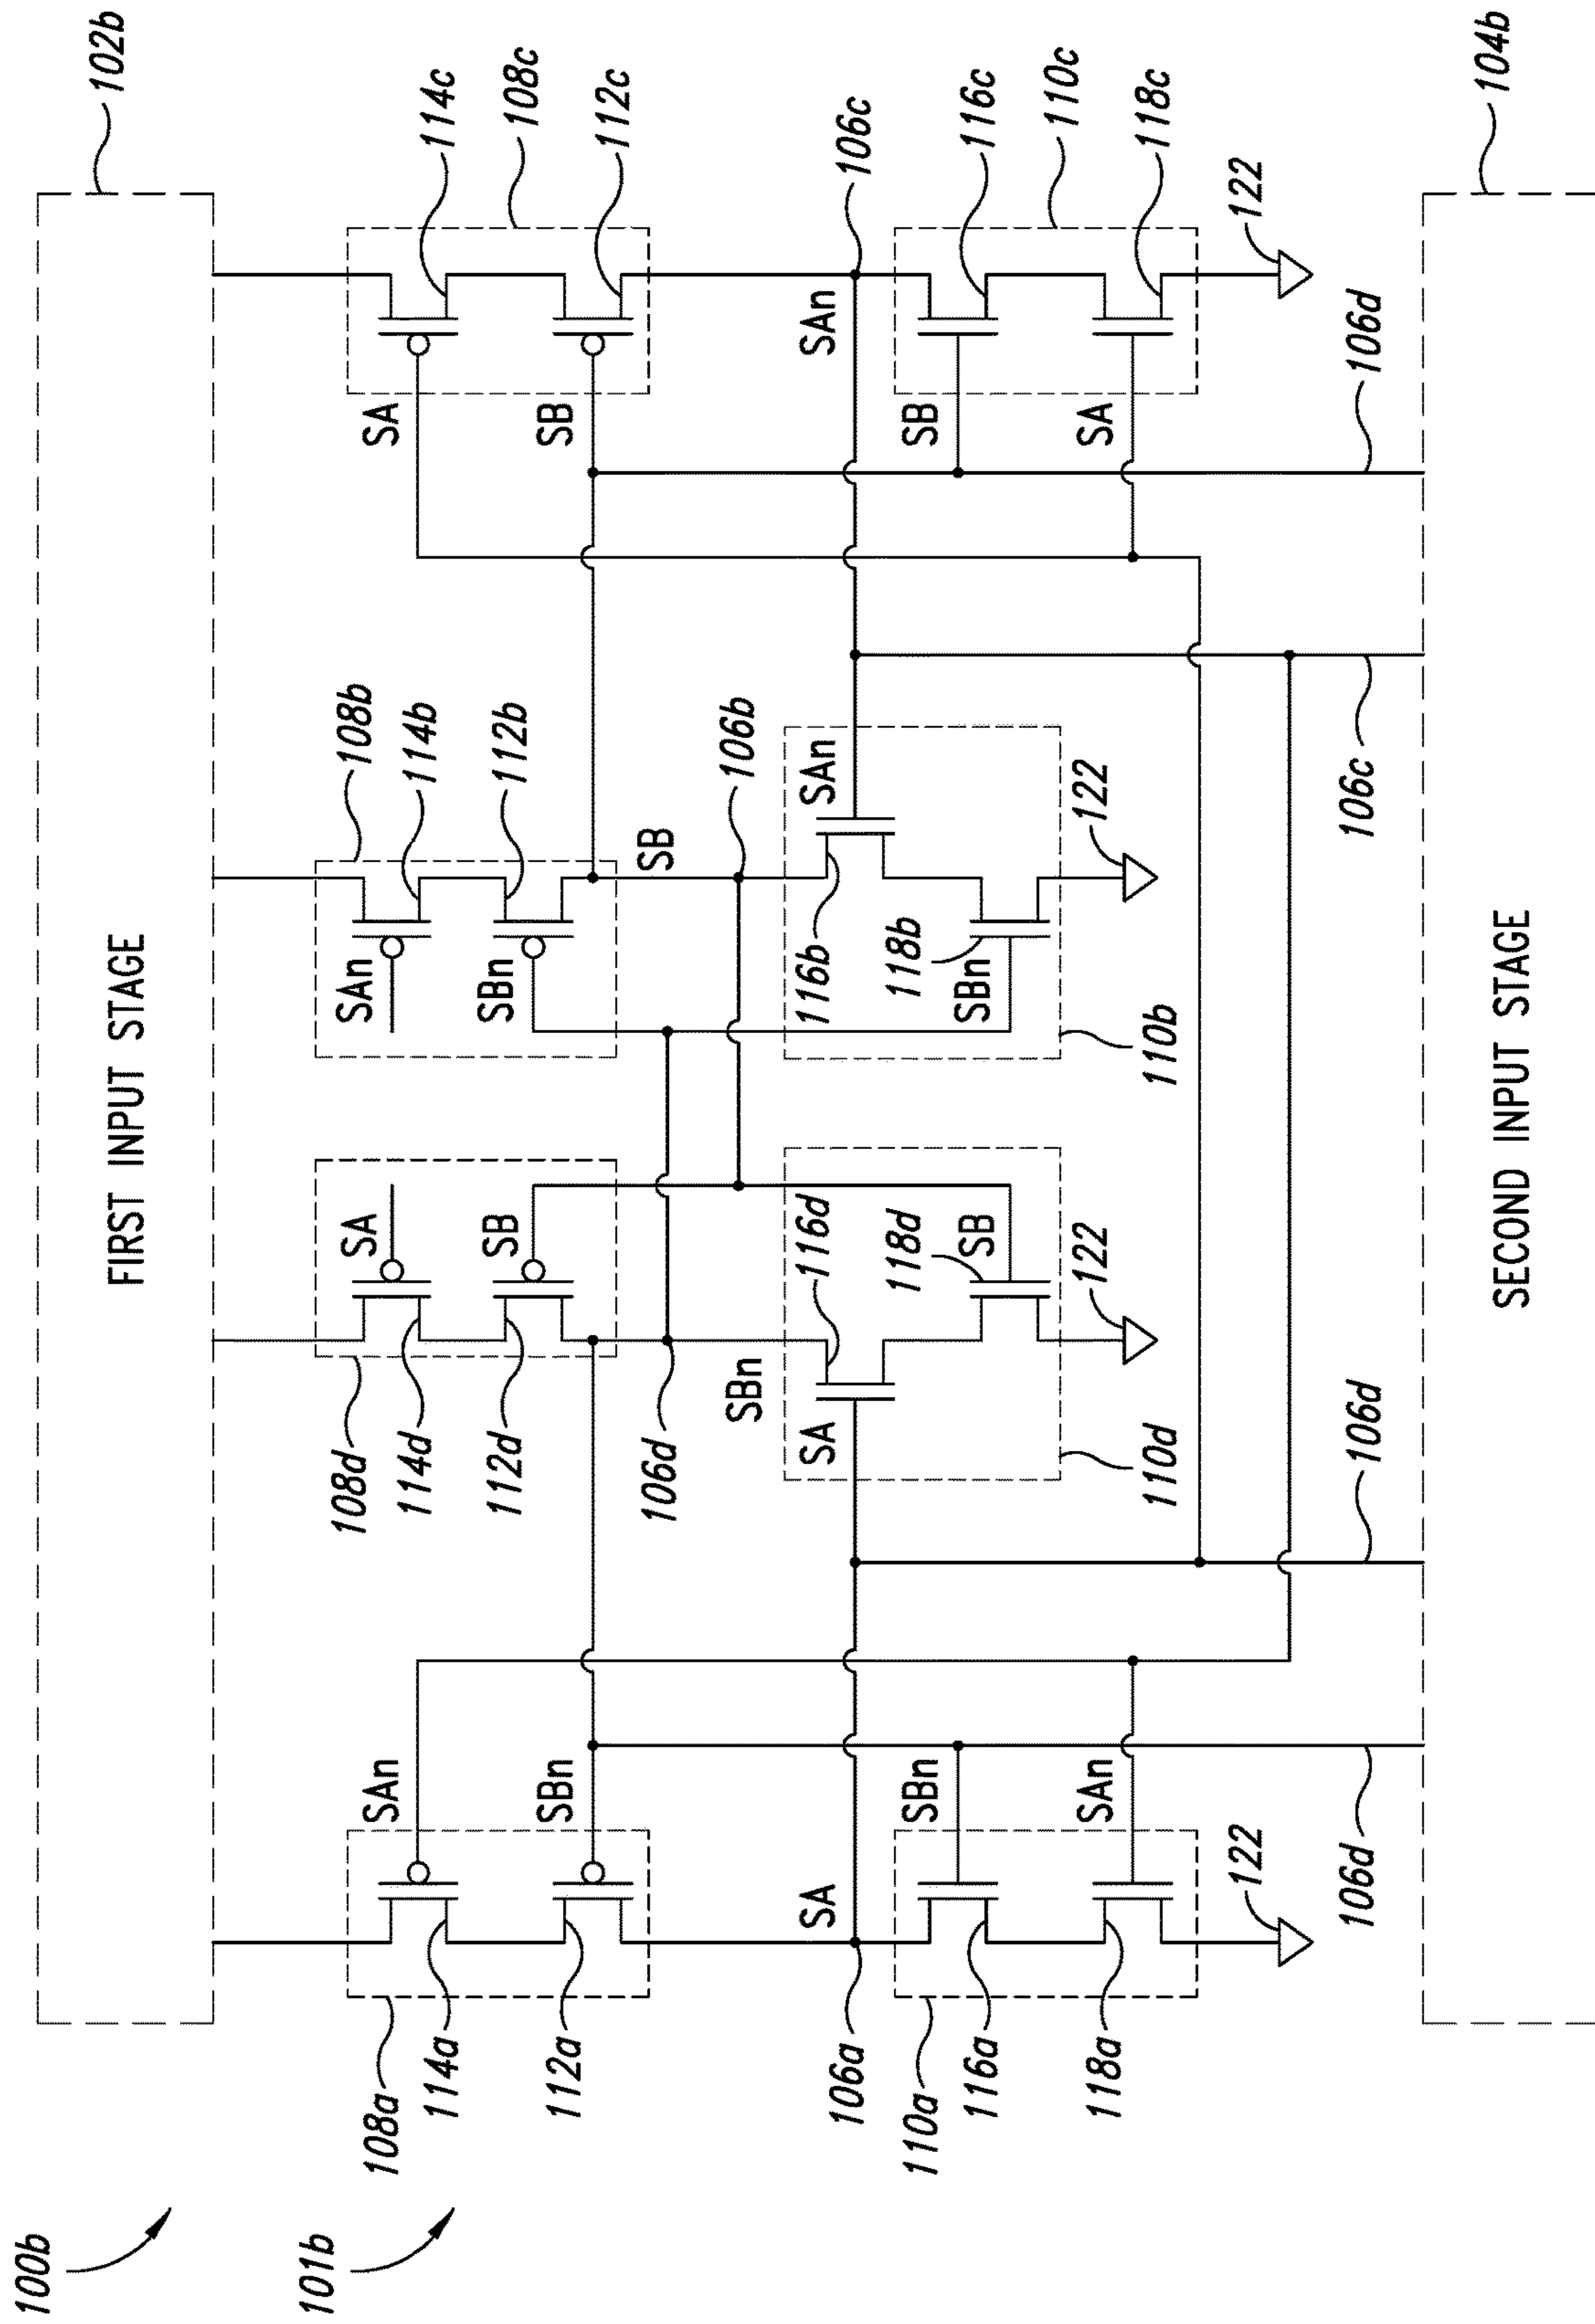 100b
102b
FIRST INPUT STAGE
101b
108a
114a
112a
SAn
SBn
108d
114d
112d
SA
SB
108b
114b
112b
SAn
SBn
114c
108c
112c
SA
SB
106a
SA
106d
SBn
SB
106b
SAn
106c
110a
116a
118a
SBn
SAn
SA
116d
118d
SB
110d
SAn
116b
118b
SBn
110b
SB
SA
116c
110c
118c
122
122
122
122
106d
106d
106c
106d
SECOND INPUT STAGE
104b